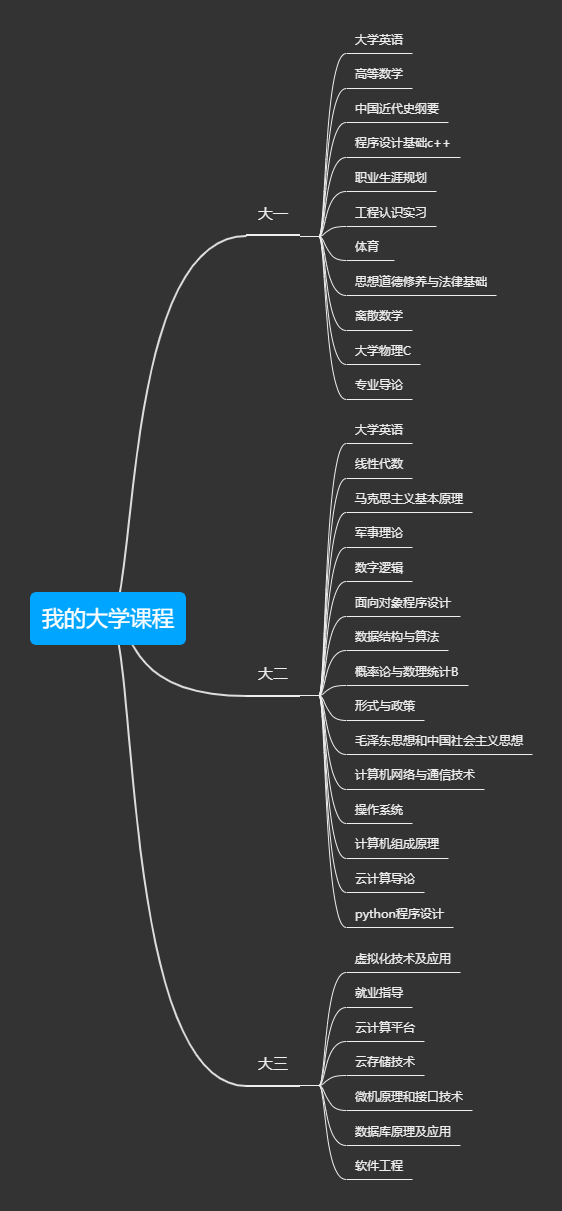 我的大学课程
大一
大学英语
高等数学
中国近代史纲要
程序设计基础c++
职业生涯规划
工程认识实习
体育
思想道德修养与法律基础
离散数学
大学物理C
专业导论
大二
大学英语
线性代数
马克思主义基本原理
军事理论
数字逻辑
面向对象程序设计
数据结构与算法
概率论与数理统计B
形式与政策
毛泽东思想和中国社会主义思想
计算机网络与通信技术
操作系统
计算机组成原理
云计算导论
python程序设计
大三
虚拟化技术及应用
就业指导
云计算平台
云存储技术
微机原理和接口技术
数据库原理及应用
软件工程